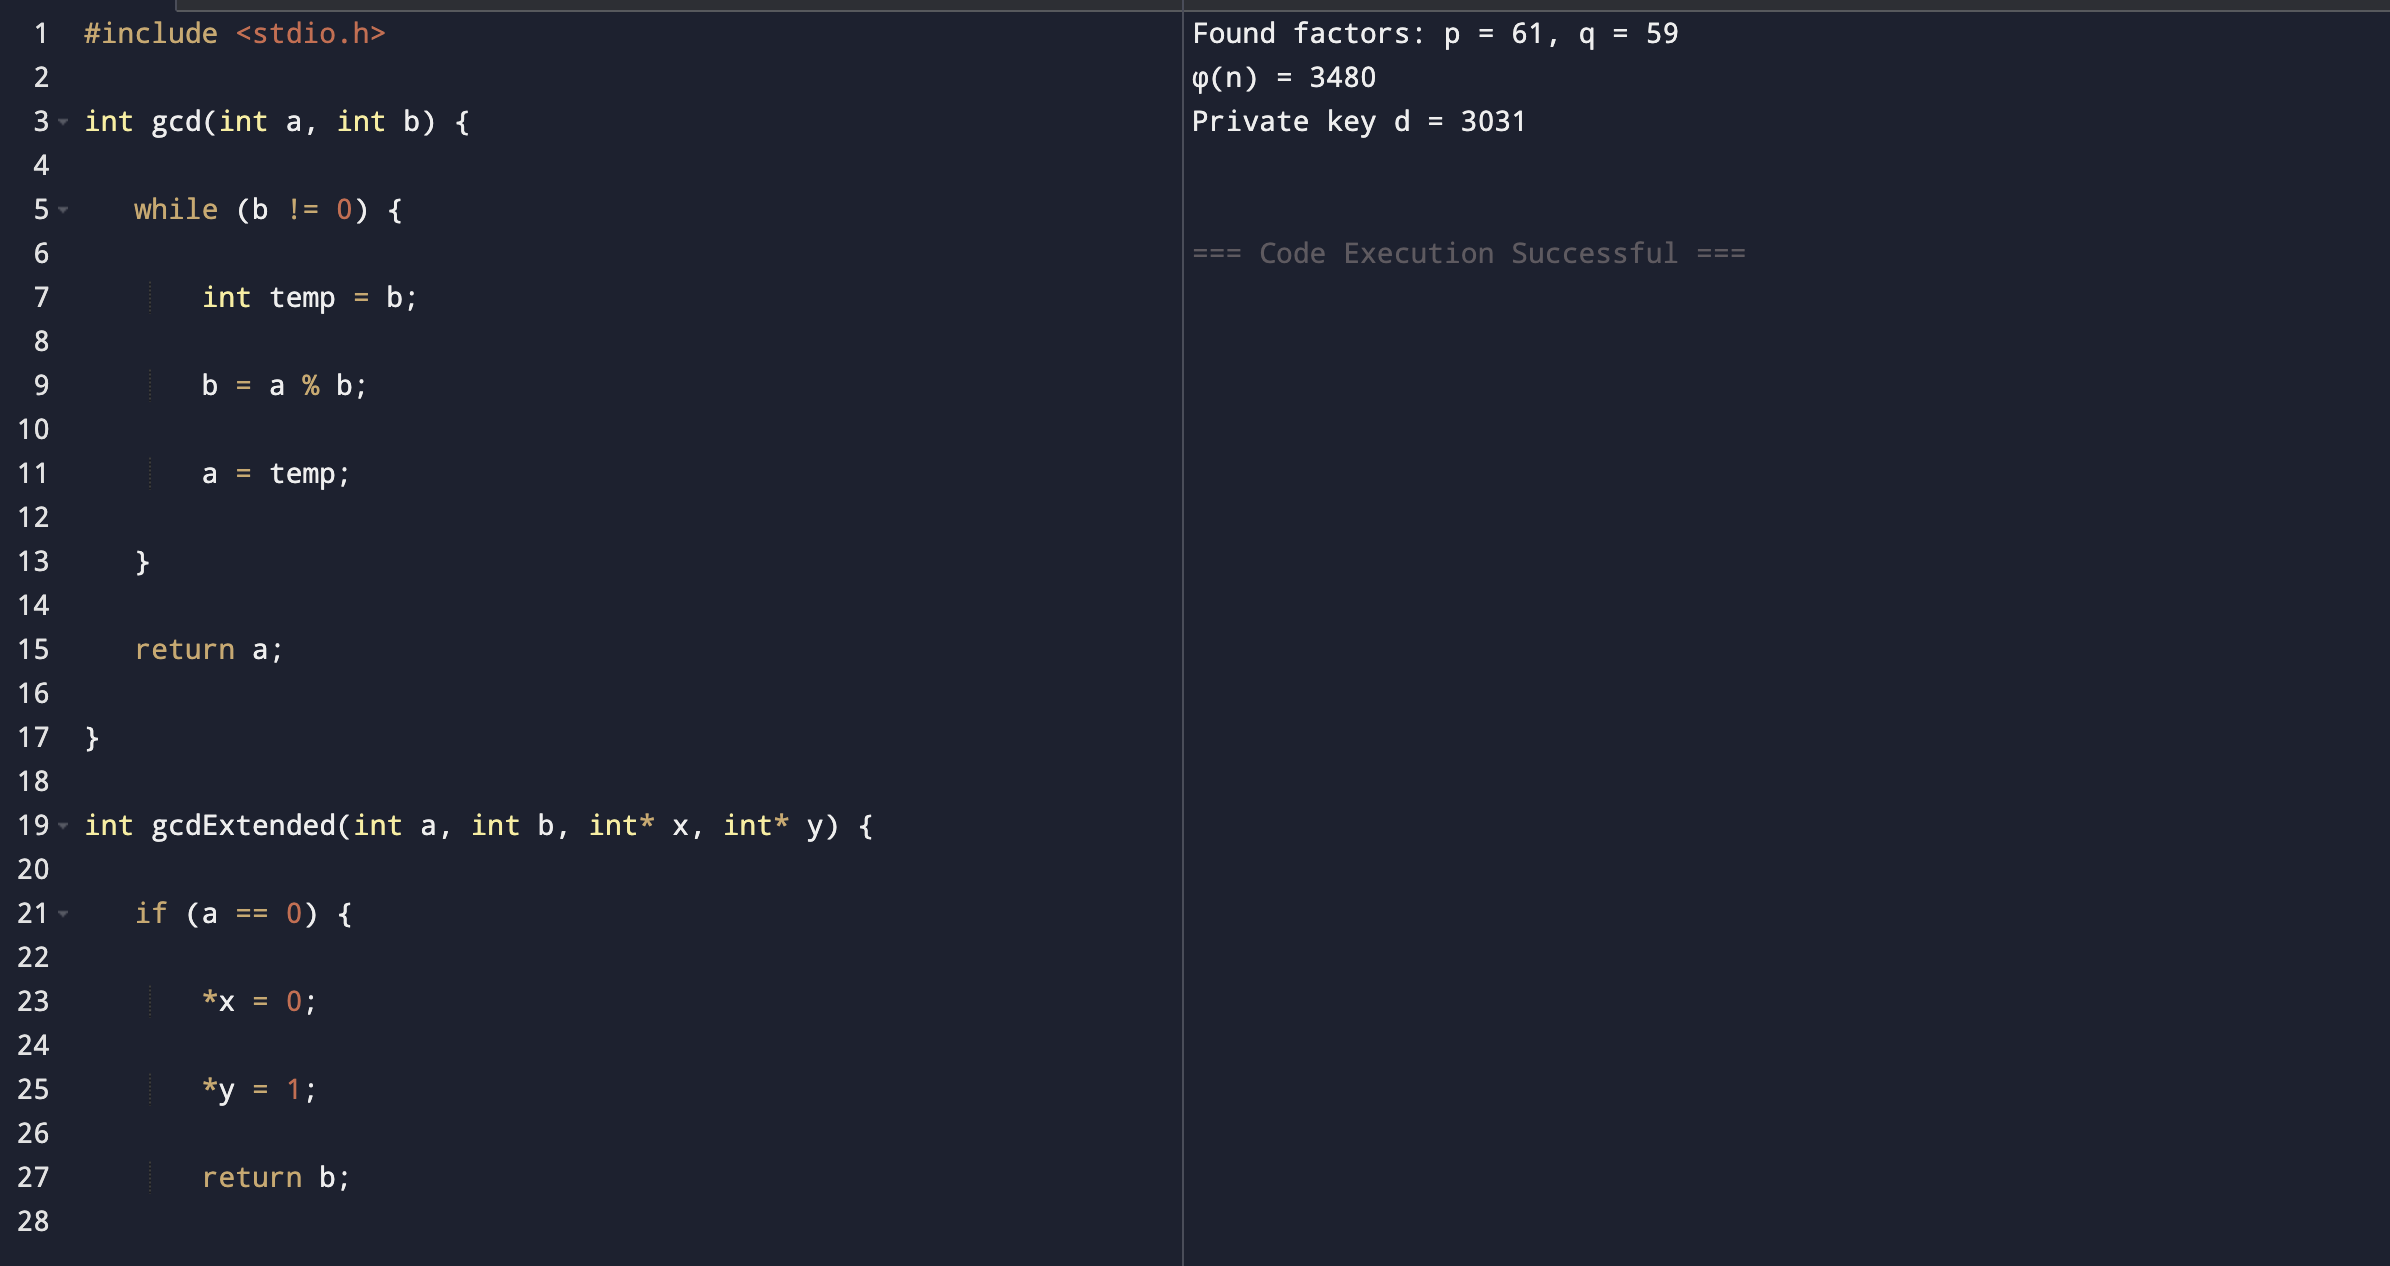 1 #include <stdio.h>
2
3 int gcd(int a, int b) {
4
5 while (b != 0) {
6
7 int temp = b;
8
9 b = a % b;
10
11 a = temp;
12
13 }
14
15 return a;
16
17 }
18
19 int gcdExtended(int a, int b, int* x, int* y) {
20
21 if (a == 0) {
22
23 *x = 0;
24
25 *y = 1;
26
27 return b;
28
Found factors: p = 61, q = 59
φ(n) = 3480
Private key d = 3031
=== Code Execution Successful ===